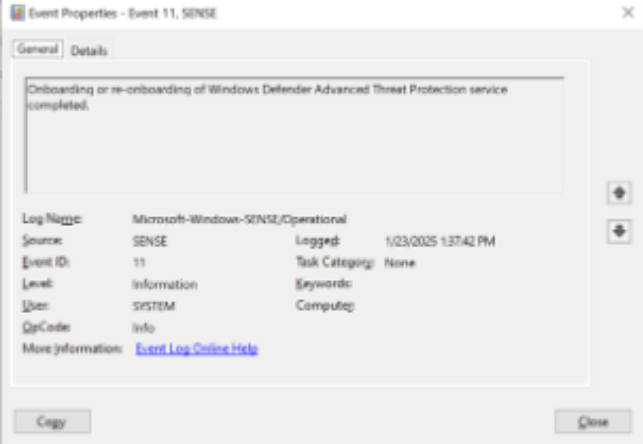 Event Properties - Event 11, SENSE
General Details
Onboarding or re-onboarding of Windows Defender Advanced Threat Protection service
completed.
Log Name: Microsoft-Windows-SENSE/Operational
Source: SENSE Logged: 1/23/2025 1:37:42 PM
Event ID: 11 Task Category: None
Level: Information Keywords:
User: SYSTEM Computer:
OpCode: Info
More Information: Event Log Online Help
Copy Close